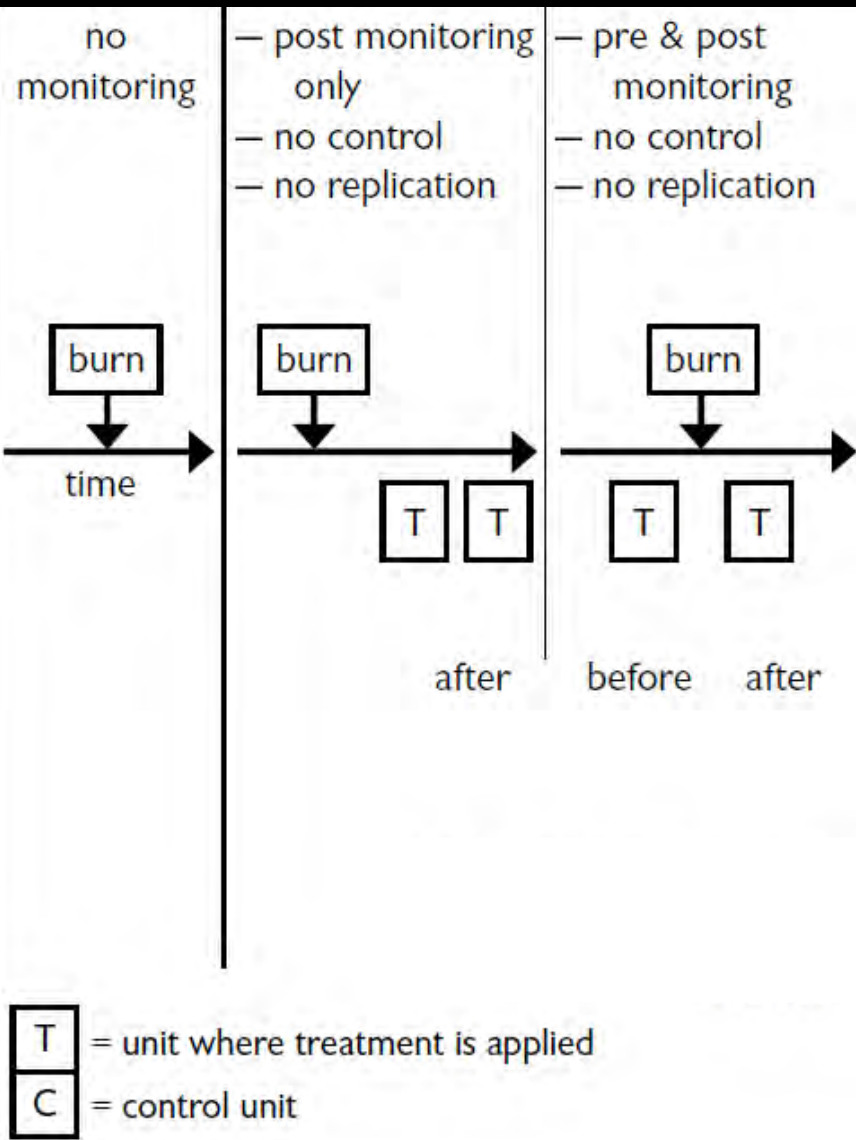 no
monitoring
— post monitoring
only
— no control
— no replication
— pre & post
monitoring
— no control
— no replication
burn
burn
burn
time
T
T
T
T
after
before
after
T = unit where treatment is applied
C = control unit